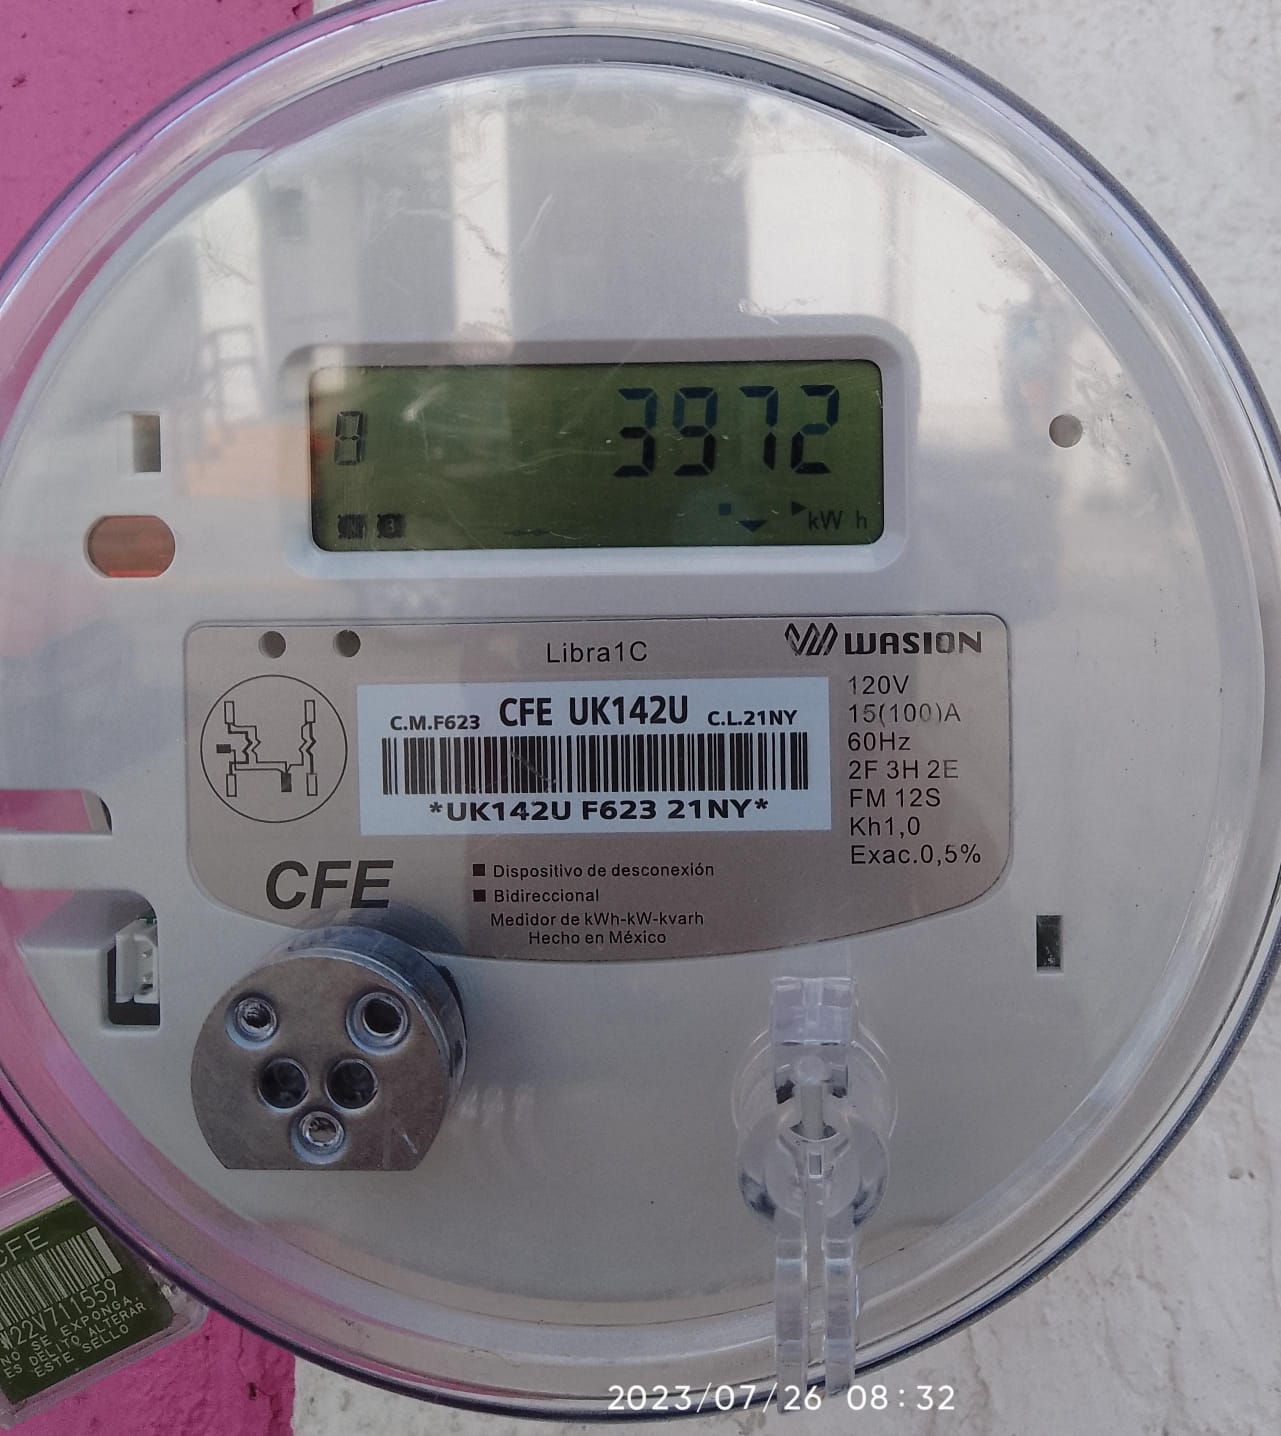 8 3972
kW h
Libra1C
WASION
C.M.F623 CFE UK142U C.L.21NY
*UK142U F623 21NY*
120V
15(100)A
60Hz
2F 3H 2E
FM 12S
Kh1,0
Exac.0,5%
CFE
Dispositivo de desconexión
Bidireccional
Medidor de kWh-kW-kvarh
Hecho en México
CFE
22V711559
NO SE EXPONGA.
ES DELITO ALTERAR
ESTE SELLO
2023/07/26 08:32